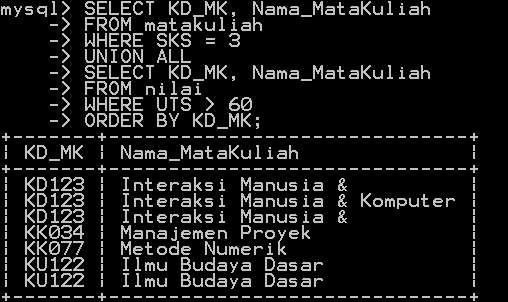 mysql> SELECT KD_MK, Nama_MataKuliah
-> FROM matakuliah
-> WHERE SKS = 3
-> UNION ALL
-> SELECT KD_MK, Nama_MataKuliah
-> FROM nilai
-> WHERE UTS > 60
-> ORDER BY KD_MK;
+-------+-----------------------------+
| KD_MK | Nama_MataKuliah             |
+-------+-----------------------------+
| KD123 | Interaksi Manusia &         |
| KD123 | Interaksi Manusia & Komputer |
| KD123 | Interaksi Manusia &         |
| KK034 | Manajemen Proyek            |
| KK077 | Metode Numerik              |
| KU122 | Ilmu Budaya Dasar           |
| KU122 | Ilmu Budaya Dasar           |
+-------+-----------------------------+